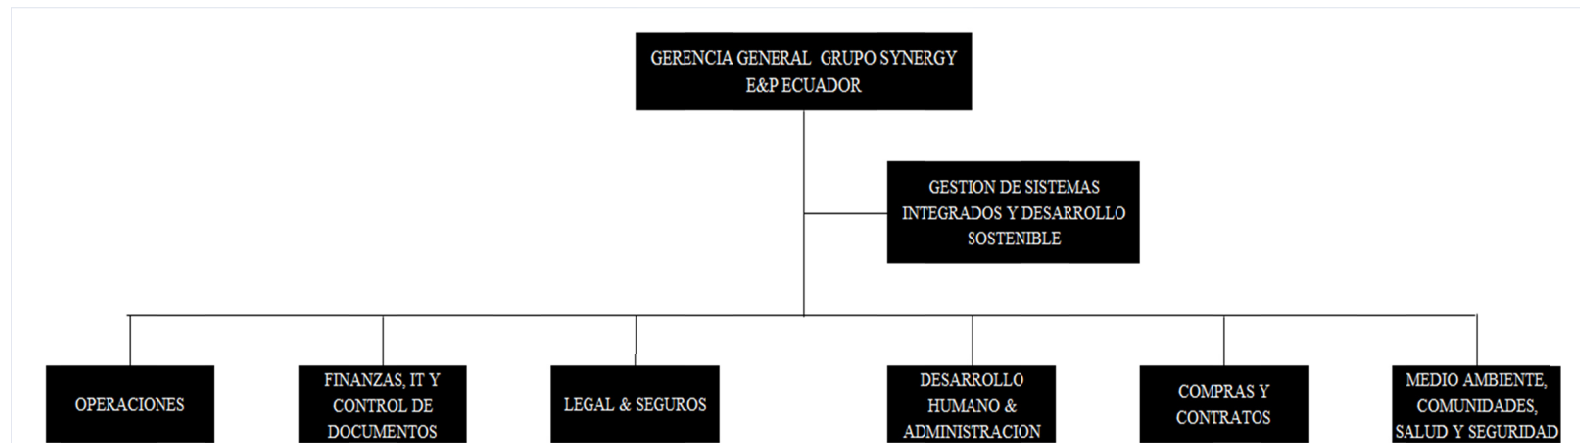 GERENCIA GENERAL GRUPO SYNERGY
E&P ECUADOR
GESTION DE SISTEMAS
INTEGRADOS Y DESARROLLO
SOSTENIBLE
OPERACIONES
FINANZAS, IT Y
CONTROL DE
DOCUMENTOS
LEGAL & SEGUROS
DESARROLLO
HUMANO &
ADMINISTRACION
COMPRAS Y
CONTRATOS
MEDIO AMBIENTE,
COMUNIDADES,
SALUD Y SEGURIDAD